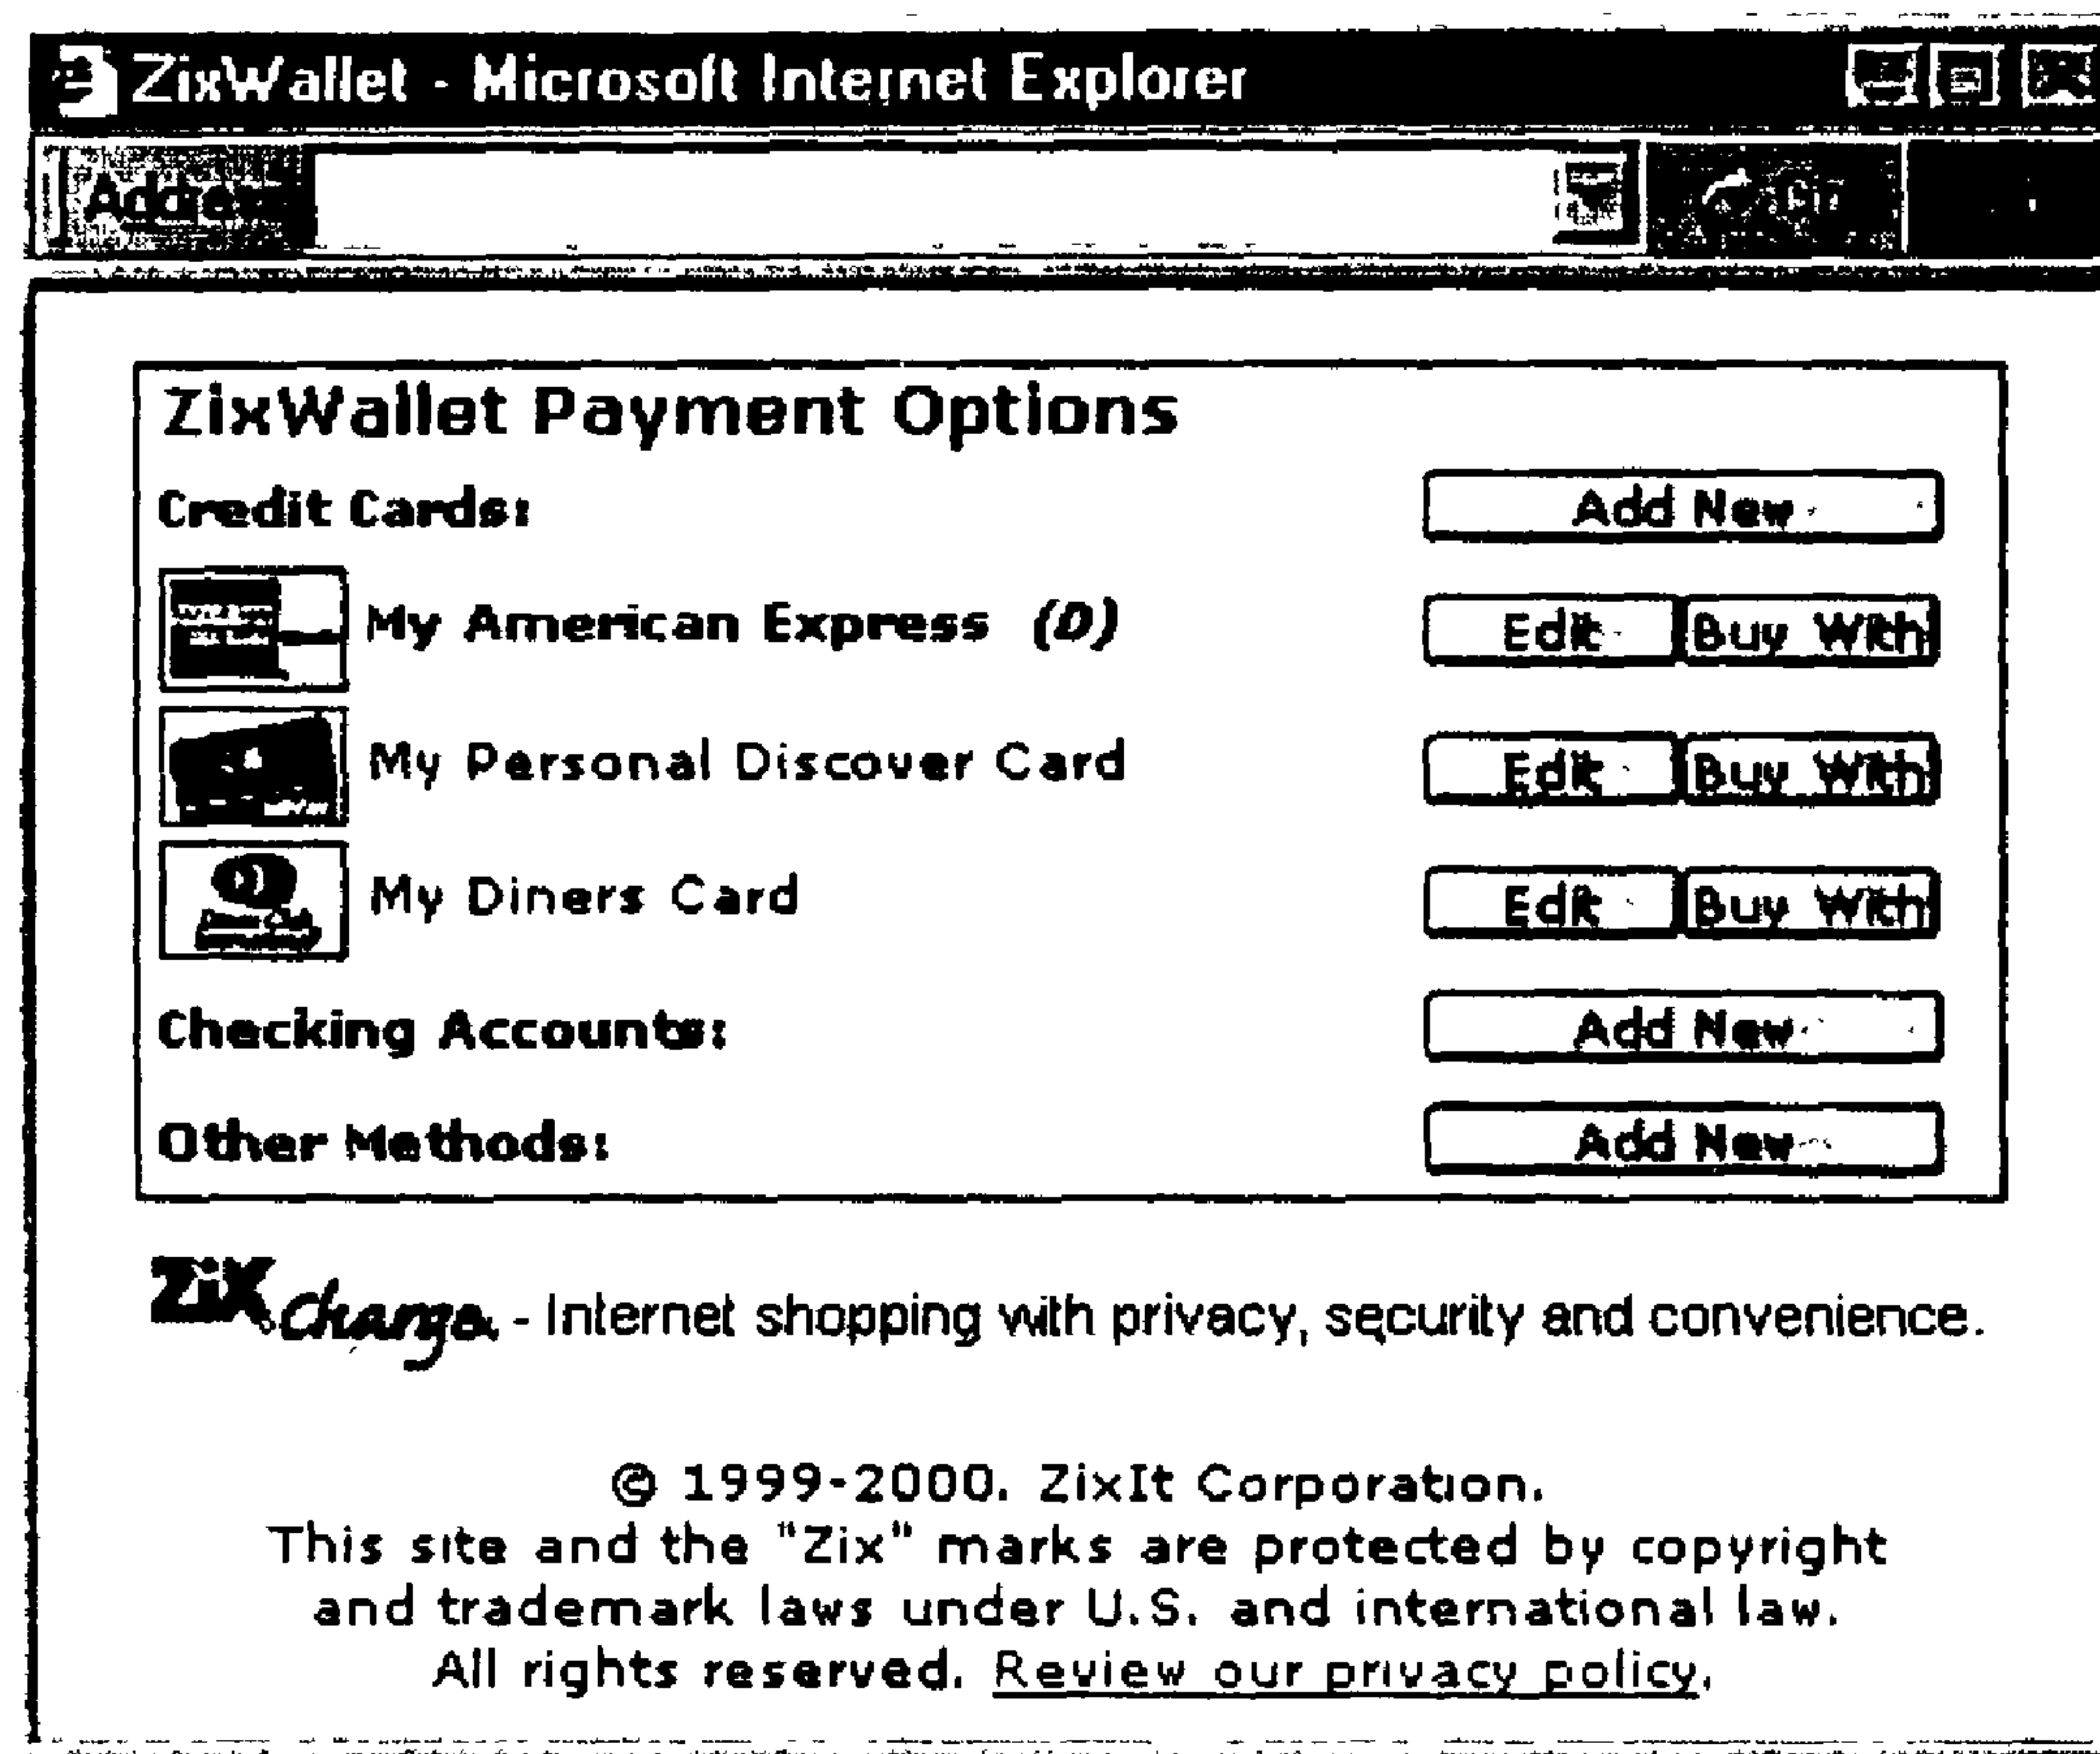 ZixWallet - Microsoft Internet Explorer
Address
ZixWallet Payment Options
Credit Cards: Add New
My American Express (D) Edit Buy With
My Personal Discover Card Edit Buy With
My Diners Card Edit Buy With
Checking Accounts: Add New
Other Methods: Add New
ZixCharge - Internet shopping with privacy, security and convenience.
© 1999-2000. ZixIt Corporation.
This site and the "Zix" marks are protected by copyright
and trademark laws under U.S. and international law.
All rights reserved. Review our privacy policy.